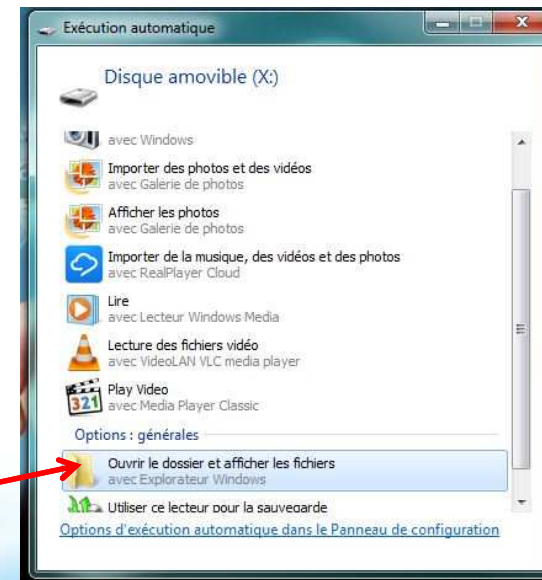 Exécution automatique
Disque amovible (X:)
avec Windows
Importer des photos et des vidéos
avec Galerie de photos
Afficher les photos
avec Galerie de photos
Importer de la musique, des vidéos et des photos
avec RealPlayer Cloud
Lire
avec Lecteur Windows Media
Lecture des fichiers vidéo
avec VideoLAN VLC media player
321
Play Video
avec Media Player Classic
Options : générales
Ouvrir le dossier et afficher les fichiers
avec Explorateur Windows
Utiliser ce lecteur pour la sauvegarde
Options d'exécution automatique dans le Panneau de configuration